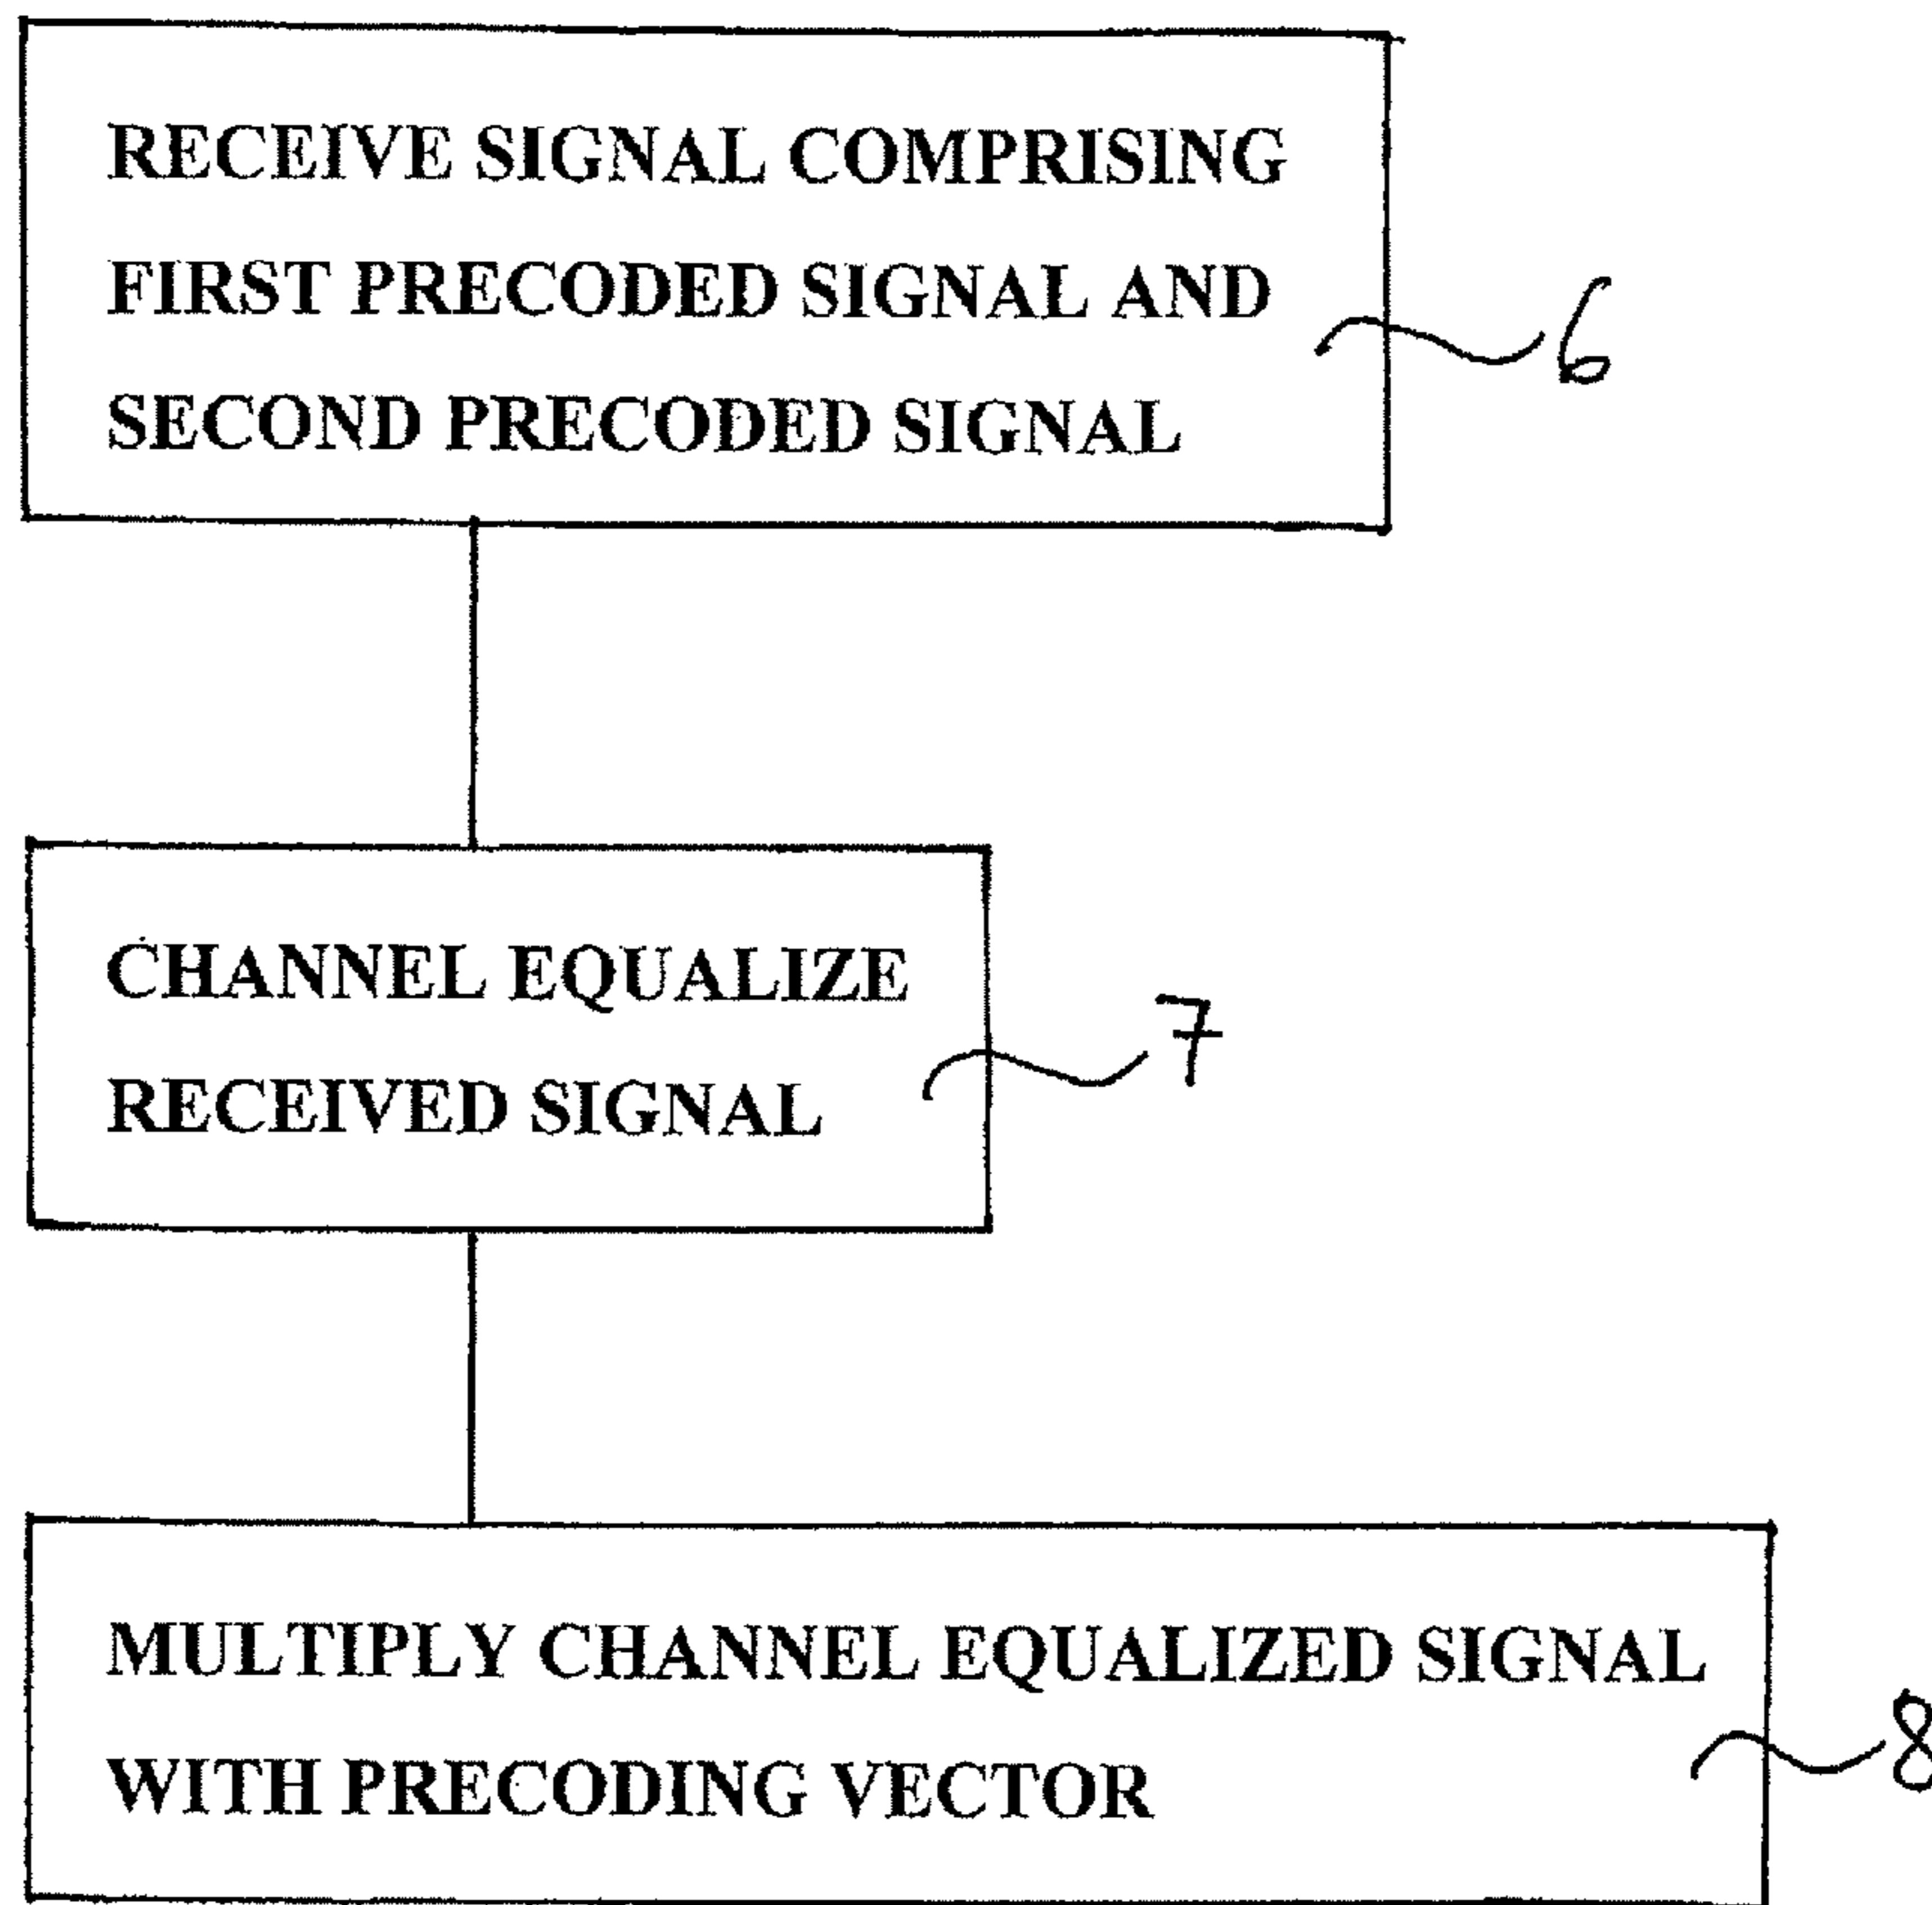 RECEIVE SIGNAL COMPRISING
FIRST PRECODED SIGNAL AND
SECOND PRECODED SIGNAL
6
CHANNEL EQUALIZE
RECEIVED SIGNAL
7
MULTIPLY CHANNEL EQUALIZED SIGNAL
WITH PRECODING VECTOR
8